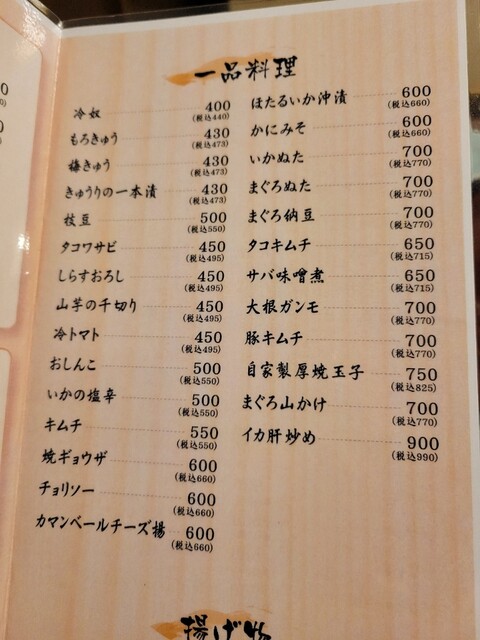 一品料理
冷奴 400
(税込440)
もろきゅう 430
(税込473)
梅きゅう 430
(税込473)
きゅうりの一本漬 430
(税込473)
枝豆 500
(税込550)
タコワサビ 450
(税込495)
しらすおろし 450
(税込495)
山芋の千切り 450
(税込495)
冷トマト 450
(税込495)
おしんこ 500
(税込550)
いかの塩辛 500
(税込550)
キムチ 550
(税込550)
焼ギョウザ 600
(税込660)
チョリソー 600
(税込660)
カマンベールチーズ揚 600
(税込660)
ほたるいか沖漬 600
(税込660)
かにみそ 600
(税込660)
いかぬた 700
(税込770)
まぐろぬた 700
(税込770)
まぐろ納豆 700
(税込770)
タコキムチ 650
(税込715)
サバ味噌煮 650
(税込715)
大根ガンモ 700
(税込770)
豚キムチ 700
(税込770)
自家製厚焼玉子 750
(税込825)
まぐろ山かけ 700
(税込770)
イカ肝炒め 900
(税込990)
揚げ物